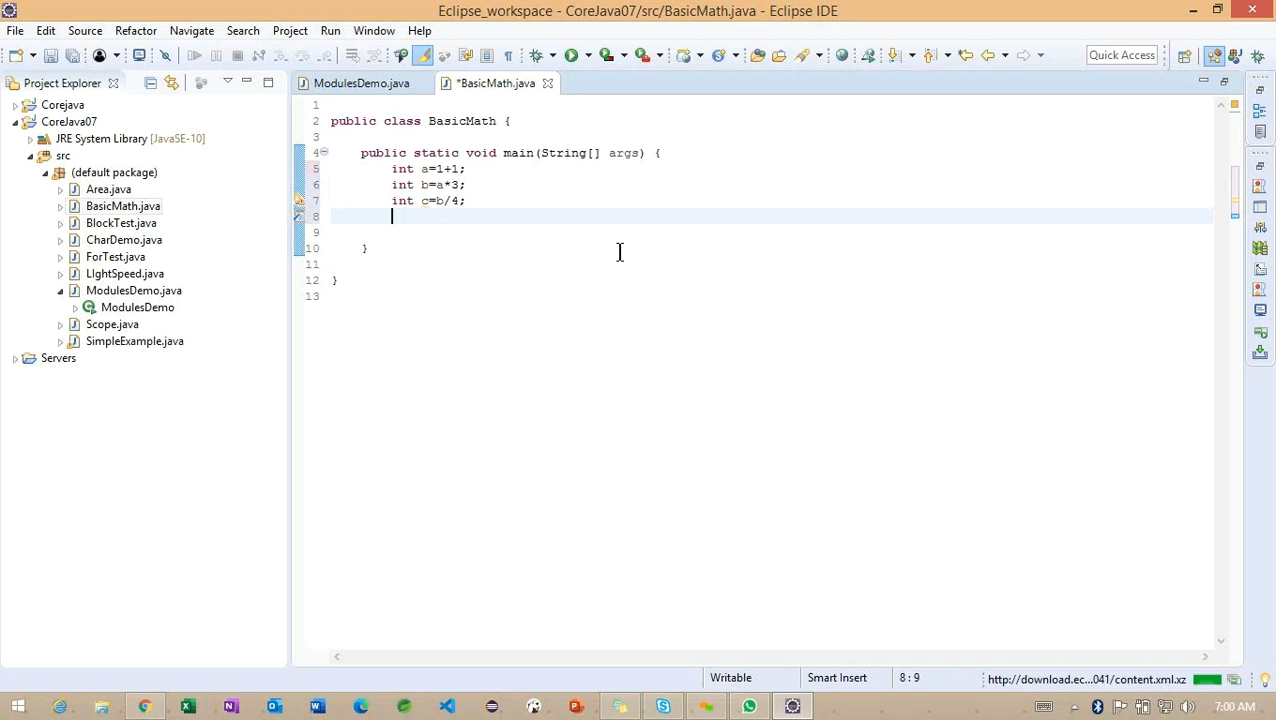 Eclipse_workspace - CoreJava07/src/BasicMath.java - Eclipse IDE
File Edit Source Refactor Navigate Search Project Run Window Help
Quick Access
Project Explorer
ModulesDemo.java
*BasicMath.java
Corejava
CoreJava07
JRE System Library [JavaSE-10]
src
(default package)
Area.java
BasicMath.java
BlockTest.java
CharDemo.java
ForTest.java
LIghtSpeed.java
ModulesDemo.java
ModulesDemo
Scope.java
SimpleExample.java
Servers
1
2 public class BasicMath {
3
4 public static void main(String[] args) {
5 int a=1+1;
6 int b=a*3;
7 int c=b/4;
8
9
10 }
11
12 }
13
Writable Smart Insert 8 : 9 http://download.ec...041/content.xml.xz
7:00 AM